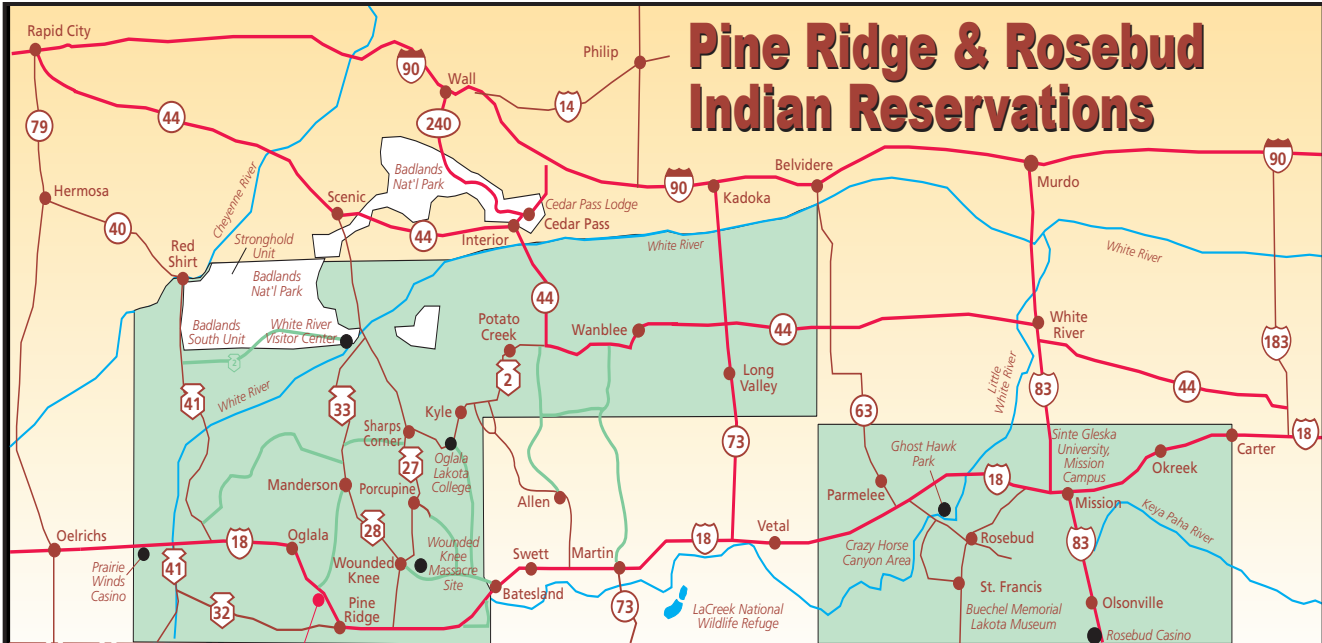 Pine Ridge & Rosebud
Indian Reservations
Rapid City
90
Wall
Philip
14
79
44
240
Badlands
Nat'l Park
Belvidere
90
Murdo
90
Kadoka
Hermosa
Cheyenne River
Scenic
Cedar Pass Lodge
Cedar Pass
40
Stronghold
Unit
44
Interior
White River
White River
Red
Shirt
Badlands
Nat'l Park
44
Badlands
South Unit
White River
Visitor Center
2
Potato
Creek
Wanblee
44
White
River
183
2
Long
Valley
Little
White River
83
44
41
White River
33
Kyle
63
18
Sharps
Corner
73
Ghost Hawk
Park
Sinte Gleska
University,
Mission
Campus
Carter
27
Oglala
Lakota
College
Okreek
Manderson
Porcupine
Allen
Parmelee
18
Mission
Keya Paha River
28
Oelrichs
18
Oglala
18
Vetal
Rosebud
83
Prairie
Winds
Casino
41
Wounded
Knee
Wounded
Knee
Massacre
Site
Swett
Martin
Crazy Horse
Canyon Area
Batesland
St. Francis
32
Pine
Ridge
73
LaCreek National
Wildlife Refuge
Buechel Memorial
Lakota Museum
Olsonville
Rosebud Casino